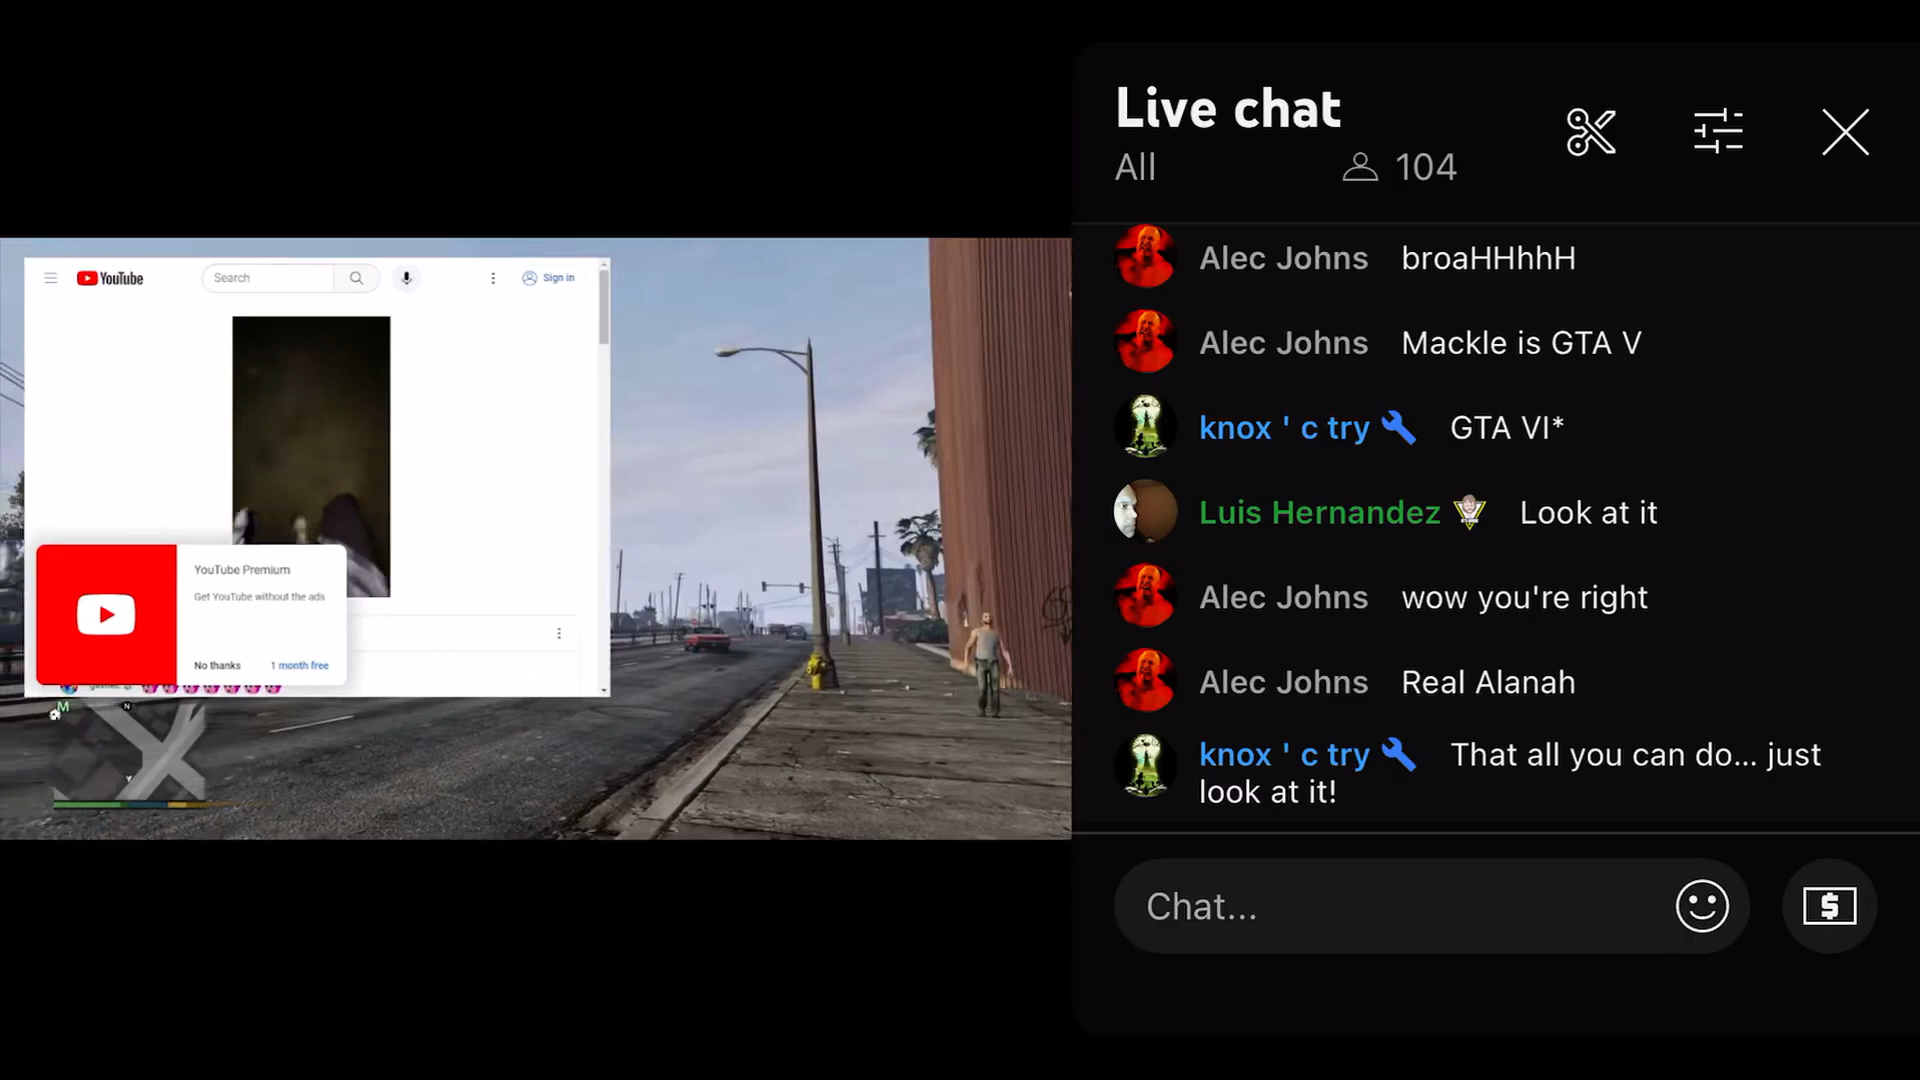 YouTube
Search
Sign in
YouTube Premium
Get YouTube without the ads
No thanks
1 month free
M
N
Live chat
All
104
Alec Johns broaHHhhH
Alec Johns Mackle is GTA V
knox ' c try GTA VI*
Luis Hernandez Look at it
Alec Johns wow you're right
Alec Johns Real Alanah
knox ' c try That all you can do... just
look at it!
Chat...
$